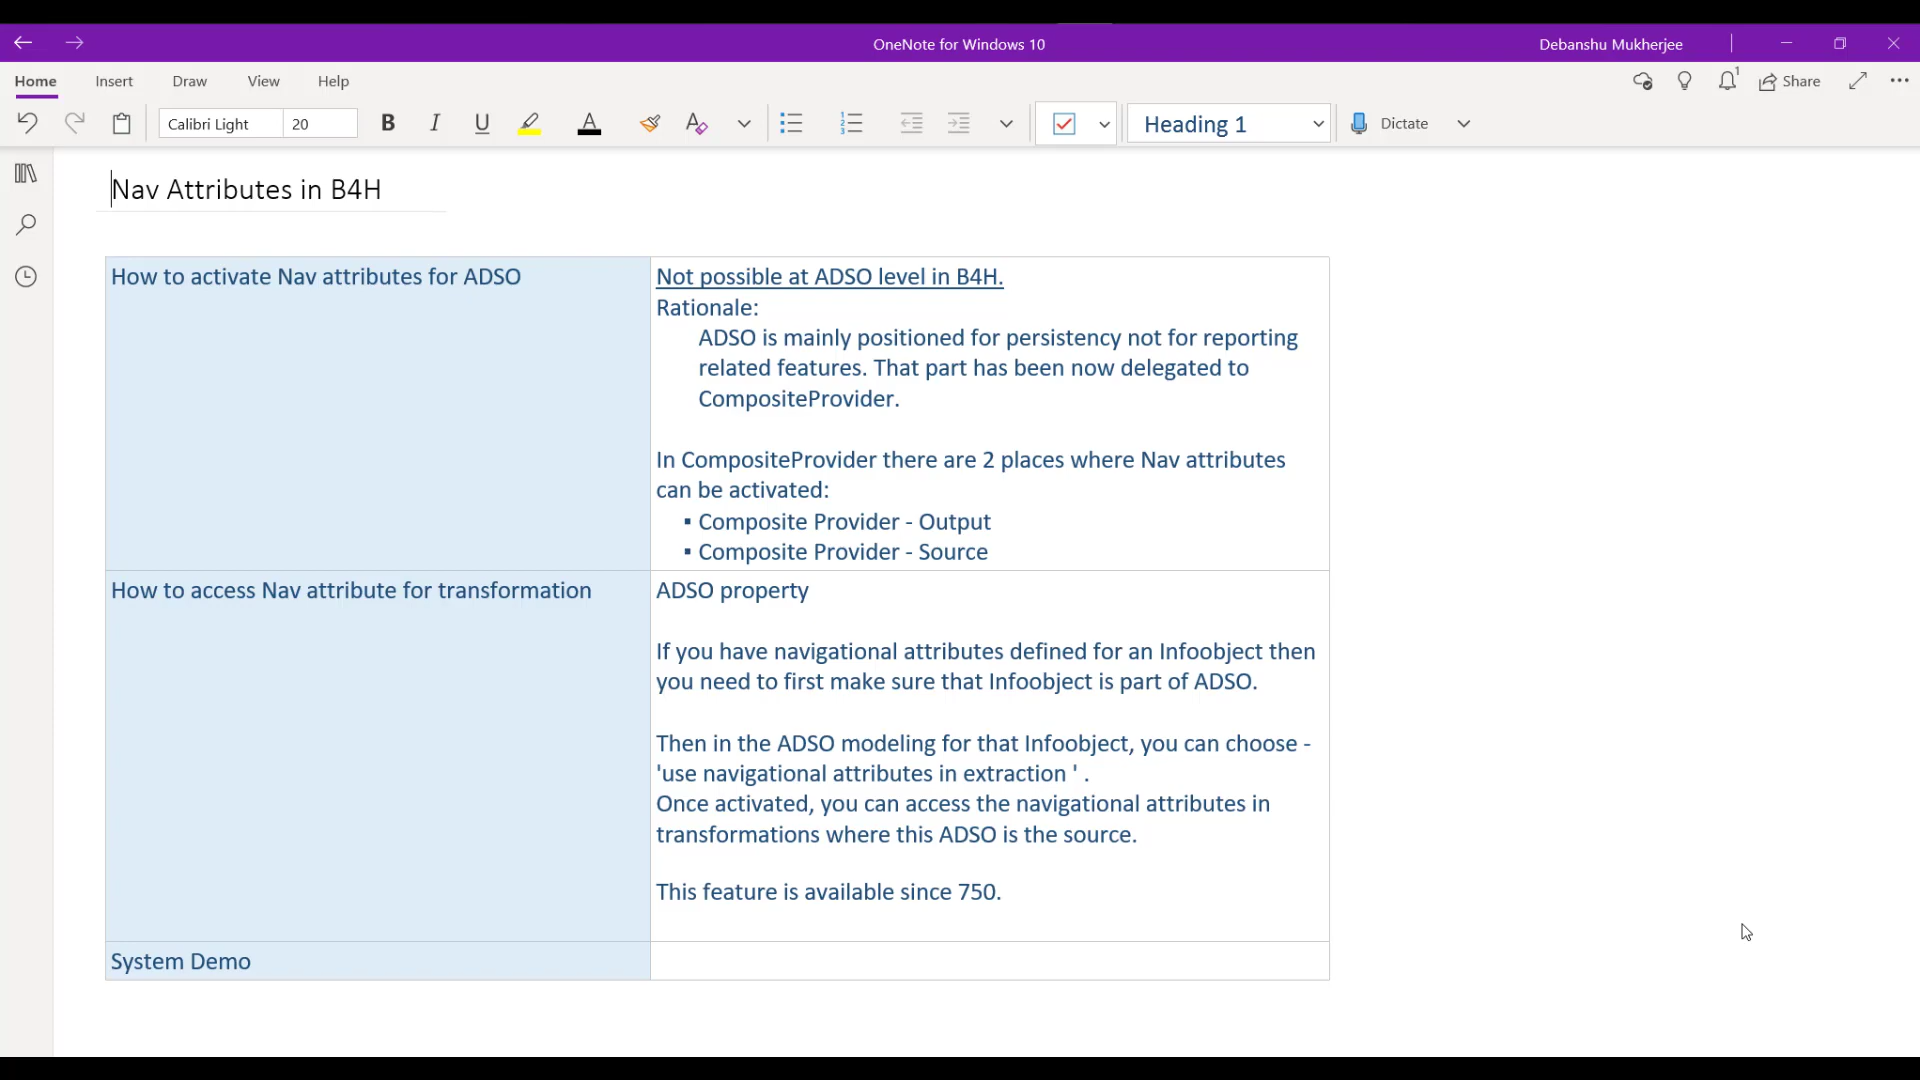 OneNote for Windows 10
Debanshu Mukherjee
Home
Insert
Draw
View
Help
1
Share
Calibri Light
20
B
I
U
A
A
1
2
3
Heading 1
Dictate
Nav Attributes in B4H
How to activate Nav attributes for ADSO
Not possible at ADSO level in B4H.
Rationale:
ADSO is mainly positioned for persistency not for reporting
related features. That part has been now delegated to
CompositeProvider.
In CompositeProvider there are 2 places where Nav attributes
can be activated:
▪ Composite Provider - Output
▪ Composite Provider - Source
How to access Nav attribute for transformation
ADSO property
If you have navigational attributes defined for an Infoobject then
you need to first make sure that Infoobject is part of ADSO.
Then in the ADSO modeling for that Infoobject, you can choose -
'use navigational attributes in extraction ' .
Once activated, you can access the navigational attributes in
transformations where this ADSO is the source.
This feature is available since 750.
System Demo